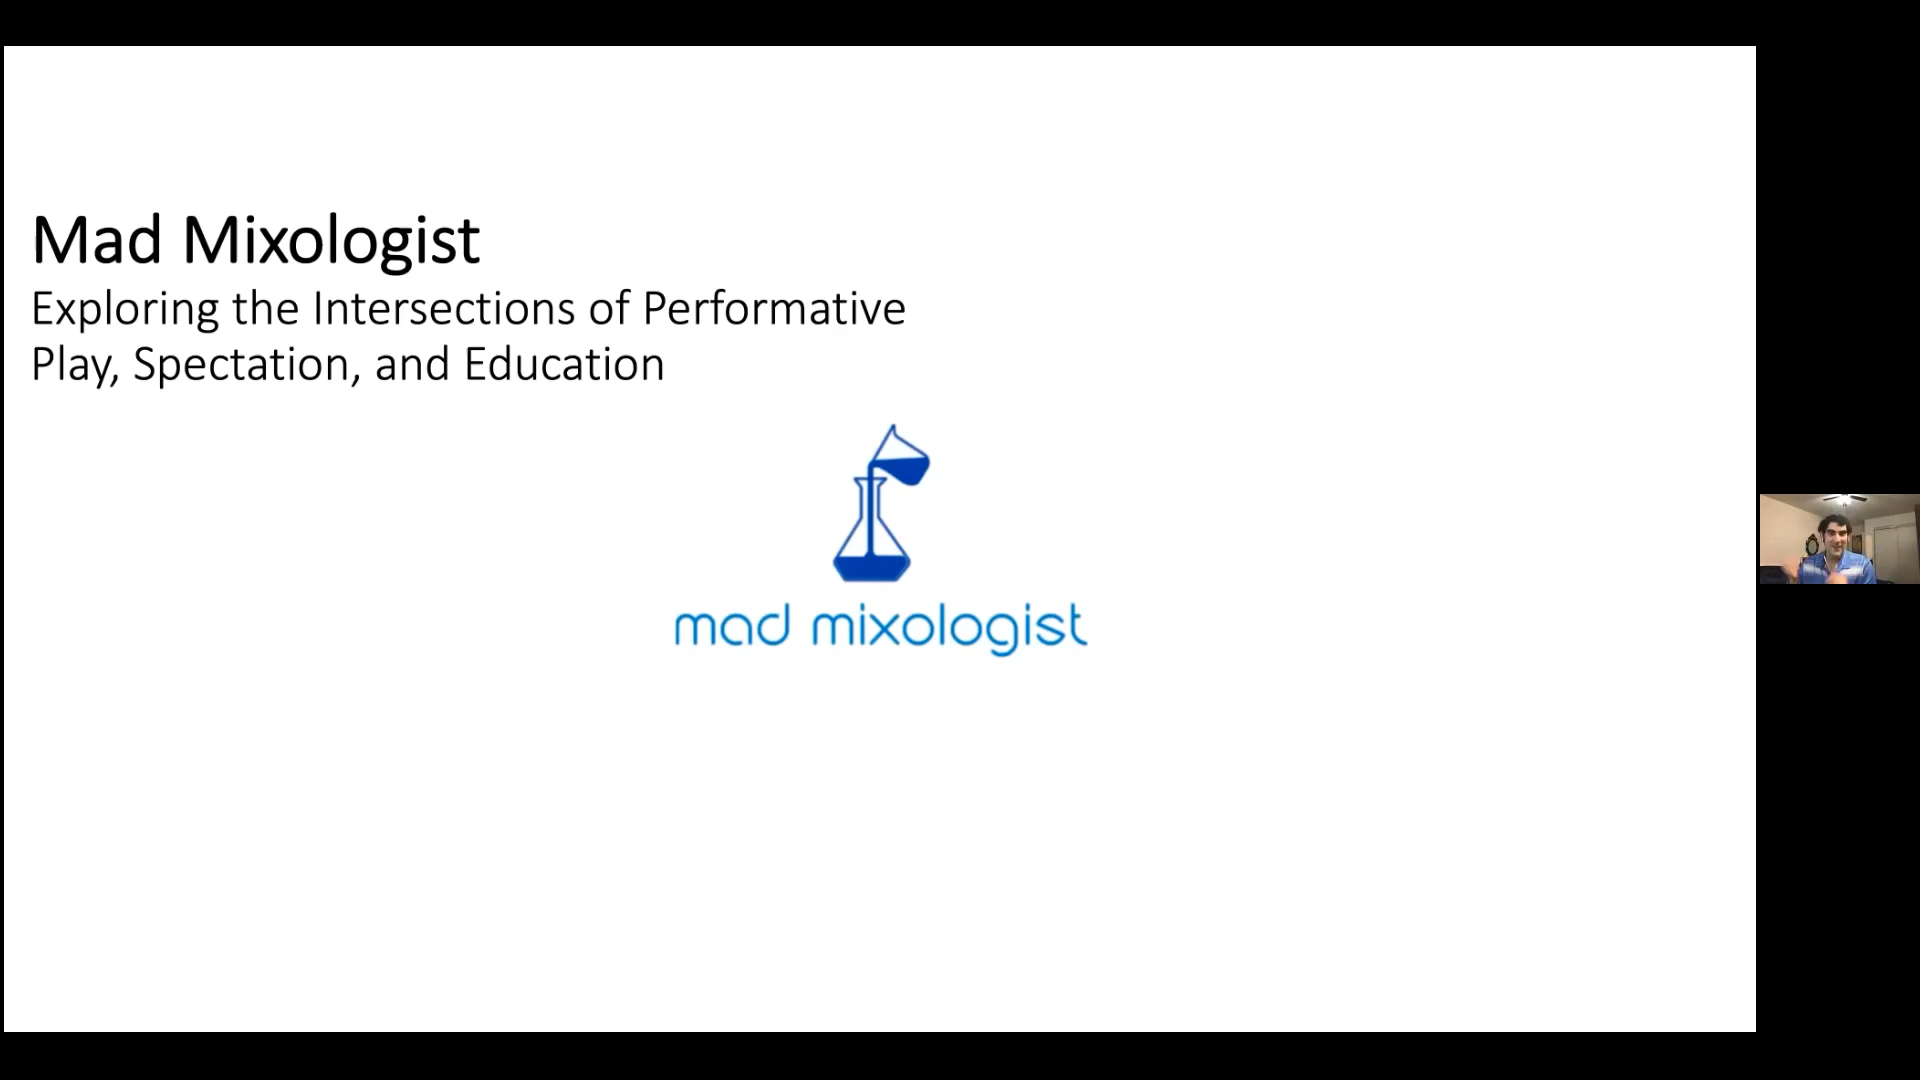 Mad Mixologist
Exploring the Intersections of Performative
Play, Spectation, and Education
mad mixologist